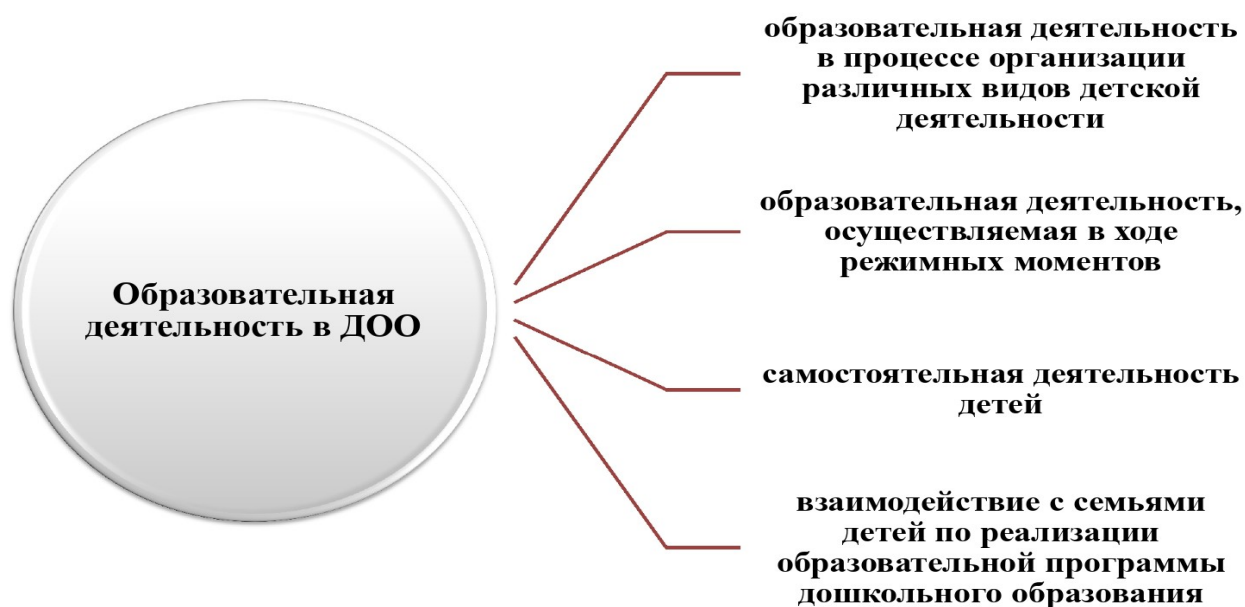 Образовательная
деятельность в ДОО
образовательная деятельность
в процессе организации
различных видов детской
деятельности
образовательная деятельность,
осуществляемая в ходе
режимных моментов
самостоятельная деятельность
детей
взаимодействие с семьями
детей по реализации
образовательной программы
дошкольного образования